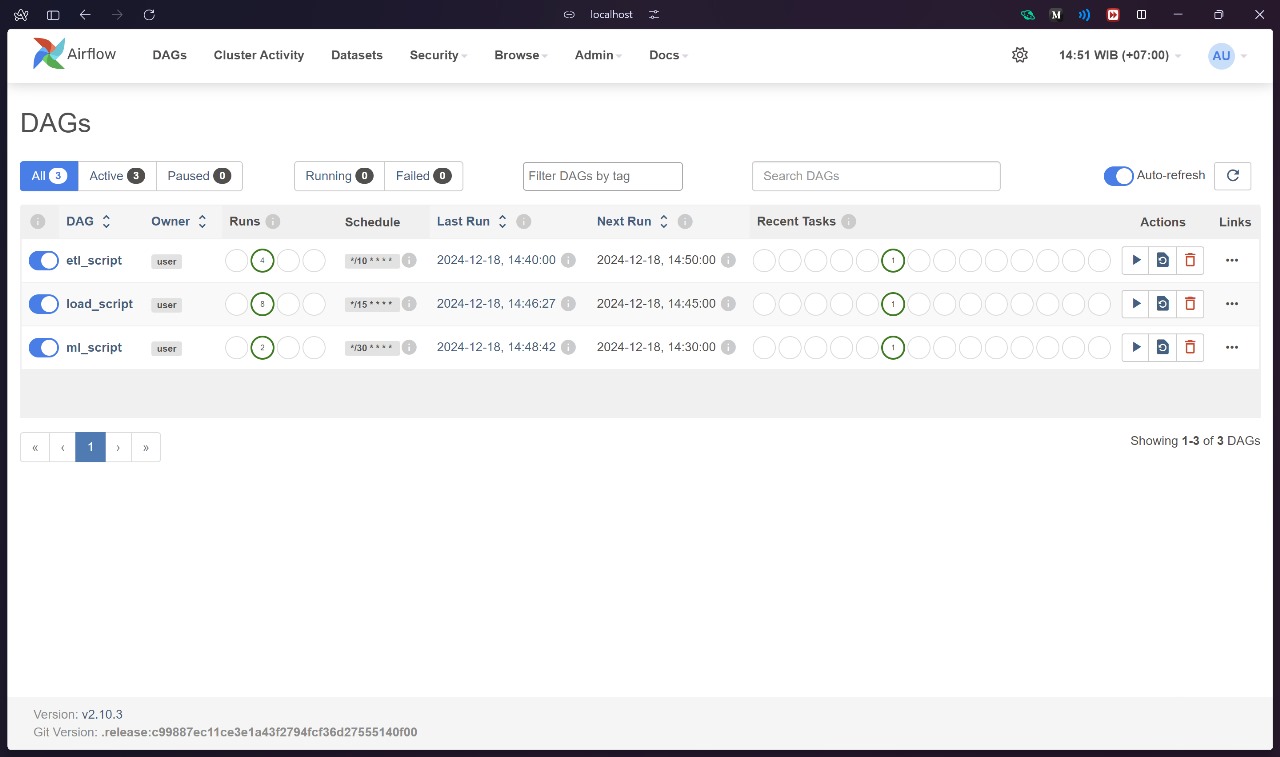 localhost
M
Airflow DAGs Cluster Activity Datasets Security Browse Admin Docs 14:51 WIB (+07:00) AU
DAGs
All 3 Active 3 Paused 0 Running 0 Failed 0 Filter DAGs by tag Search DAGs Auto-refresh
DAG Owner Runs Schedule Last Run Next Run Recent Tasks Actions Links
etl_script user 4 */10 * * * * 2024-12-18, 14:40:00 2024-12-18, 14:50:00 1
load_script user 8 */15 * * * * 2024-12-18, 14:46:27 2024-12-18, 14:45:00 1
ml_script user 2 */30 * * * * 2024-12-18, 14:48:42 2024-12-18, 14:30:00 1
« ‹ 1 › »
Showing 1-3 of 3 DAGs
Version: v2.10.3
Git Version: .release:c99887ec11ce3e1a43f2794fcf36d27555140f00